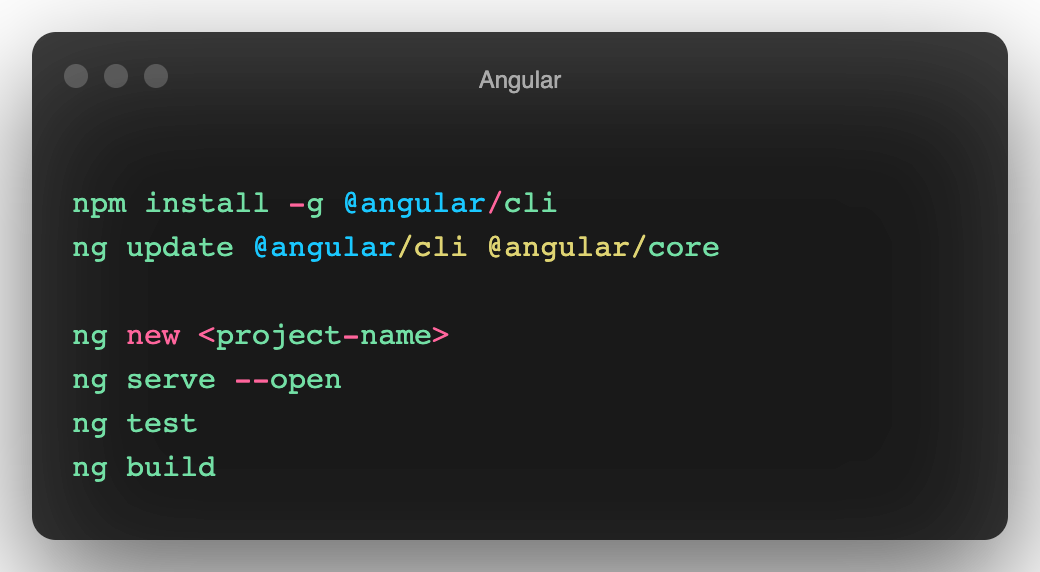 Angular
npm install -g @angular/cli
ng update @angular/cli @angular/core
ng new <project-name>
ng serve --open
ng test
ng build